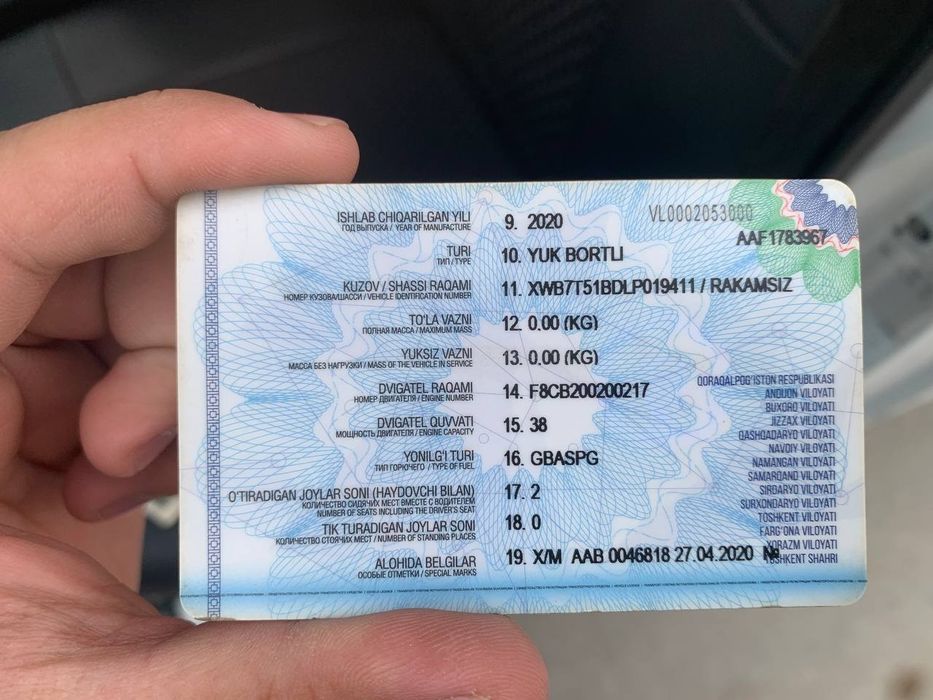 VL0002053000
AAF1783967
ISHLAB CHIQARILGAN YILI
ГОД ВЫПУСКА / YEAR OF MANUFACTURE
9. 2020
TURI
ТИП / TYPE
10. YUK BORTLI
KUZOV / SHASSI RAQAMI
НОМЕР КУЗОВА/ШАССИ / VEHICLE IDENTIFICATION NUMBER
11. XWB7T51BDLP019411 / RAKAMSIZ
TO'LA VAZNI
ПОЛНАЯ МАССА / MAXIMUM MASS
12. 0.00 (KG)
YUKSIZ VAZNI
МАССА БЕЗ НАГРУЗКИ / MASS OF THE VEHICLE IN SERVICE
13. 0.00 (KG)
DVIGATEL RAQAMI
НОМЕР ДВИГАТЕЛЯ / ENGINE NUMBER
14. F8CB200200217
DVIGATEL QUVVATI
МОЩНОСТЬ ДВИГАТЕЛЯ / ENGINE CAPACITY
15. 38
YONILG'I TURI
ТИП ГОРЮЧЕГО / TYPE OF FUEL
16. GBASPG
O'TIRADIGAN JOYLAR SONI (HAYDOVCHI BILAN)
КОЛИЧЕСТВО СИДЯЧИХ МЕСТ ВМЕСТЕ С ВОДИТЕЛЕМ
NUMBER OF SEATS INCLUDING THE DRIVER'S SEAT
17. 2
TIK TURADIGAN JOYLAR SONI
КОЛИЧЕСТВО СТОЯЧИХ МЕСТ / NUMBER OF STANDING PLACES
18. 0
ALOHIDA BELGILAR
ОСОБЫЕ ОТМЕТКИ / SPECIAL MARKS
19. X/M AAB 0046818 27.04.2020 №
QORAQALPOG'ISTON RESPUBLIKASI
ANDIJON VILOYATI
BUXORO VILOYATI
JIZZAX VILOYATI
QASHQADARYO VILOYATI
NAVOIY VILOYATI
NAMANGAN VILOYATI
SAMARQAND VILOYATI
SIRDARYO VILOYATI
SURXONDARYO VILOYATI
TOSHKENT VILOYATI
FARG'ONA VILOYATI
XORAZM VILOYATI
TOSHKENT SHAHRI